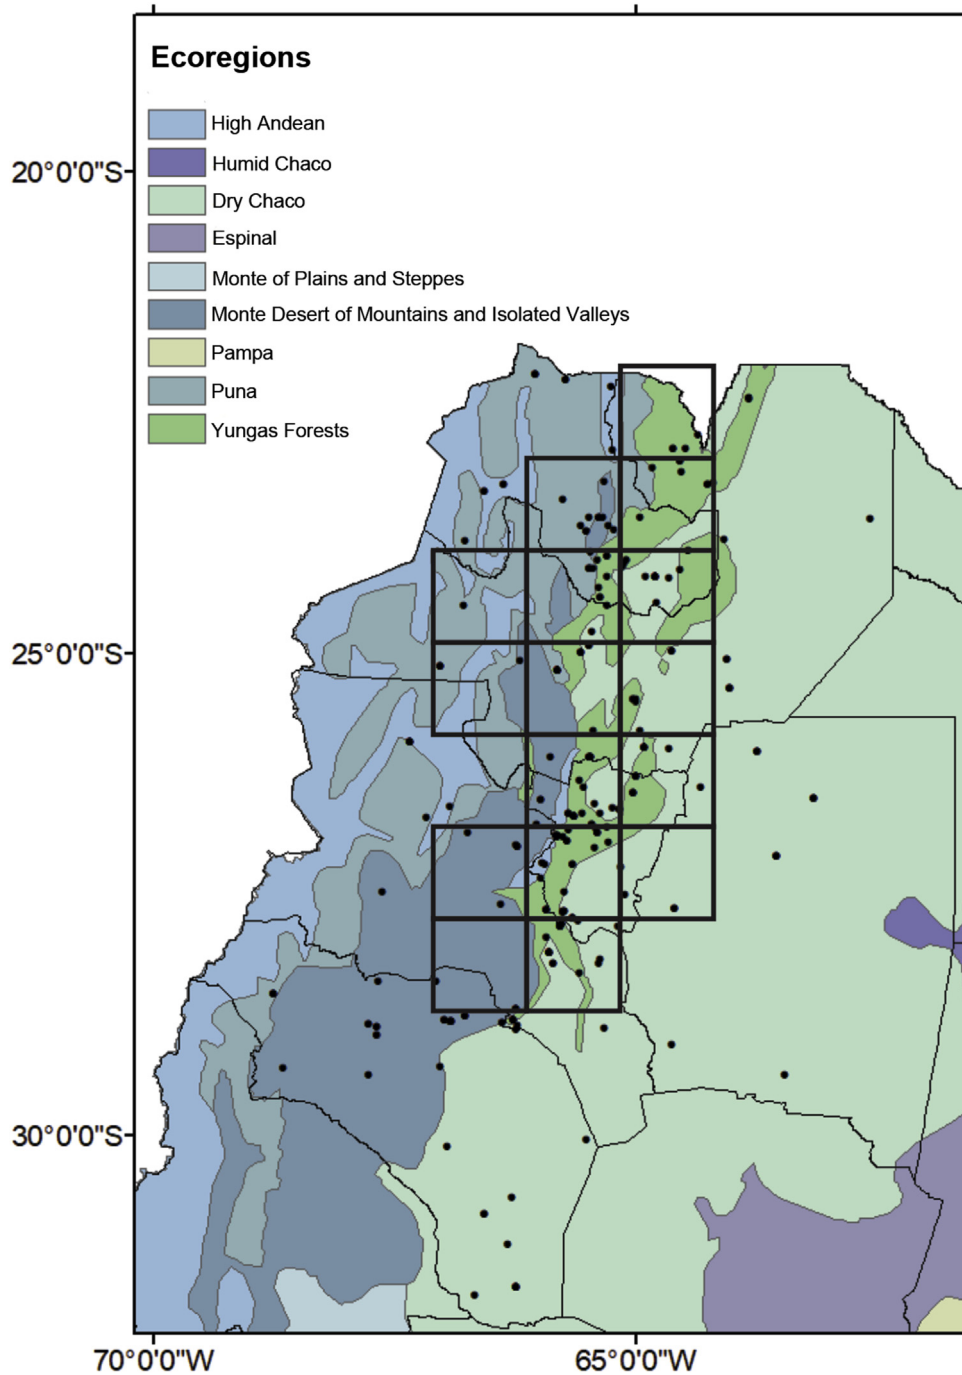 Ecoregions
High Andean
Humid Chaco
Dry Chaco
Espinal
Monte of Plains and Steppes
Monte Desert of Mountains and Isolated Valleys
Pampa
Puna
Yungas Forests
20°0'0"S
25°0'0"S
30°0'0"S
70°0'0"W
65°0'0"W